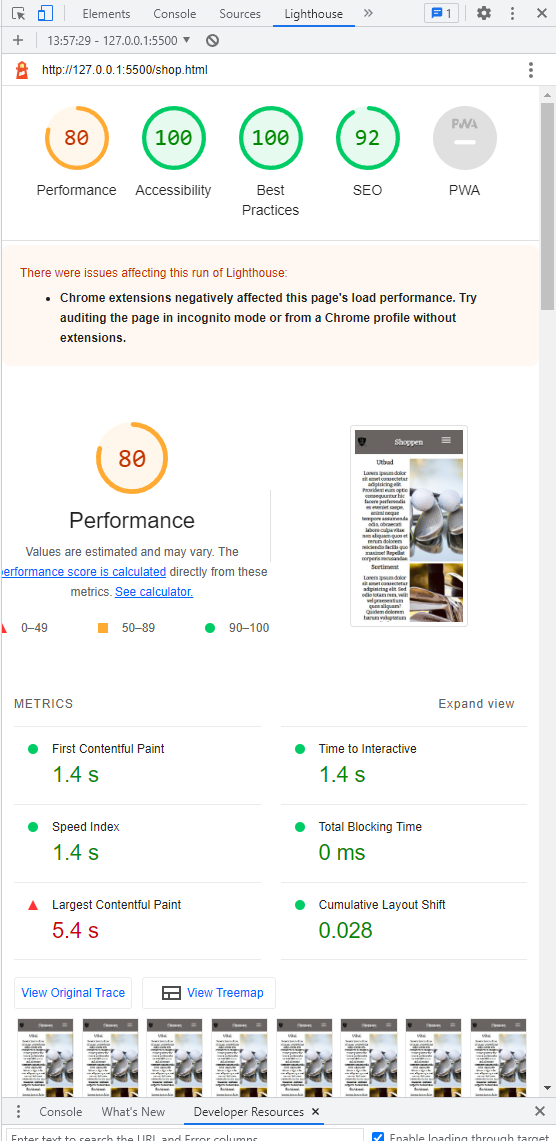 Elements Console Sources Lighthouse » 1
13:57:29 - 127.0.0.1:5500
http://127.0.0.1:5500/shop.html
80 100 100 92 PWA
Performance Accessibility Best SEO PWA
Practices
There were issues affecting this run of Lighthouse:
• Chrome extensions negatively affected this page's load performance. Try
auditing the page in incognito mode or from a Chrome profile without
extensions.
80
Performance
Values are estimated and may vary. The
performance score is calculated directly from these
metrics. See calculator.
0–49 50–89 90–100
Shoppen
Utbud
Lorem ipsum dolor
sit amet consectetur
adipisicing elit.
Provident eum optio
consequuntur hic
facere perferendis
ex eveniet saepe,
animi neque
tempore assumenda
odio, obcaecati
labore culpa vitae
non aliquam quos et
rerum dolorem
reiciendis facilis quo
maxime! Repellat
corporis recusandae
Sortiment
Lorem ipsum dolor
sit amet consectetur
adipisicing elit. Sed
odio totam rem, velit
vel praesentium
quos aliquam?
Quidem dolorem
harum voluptatum
METRICS Expand view
First Contentful Paint
1.4 s
Time to Interactive
1.4 s
Speed Index
1.4 s
Total Blocking Time
0 ms
Largest Contentful Paint
5.4 s
Cumulative Layout Shift
0.028
View Original Trace View Treemap
Console What's New Developer Resources ×
Enter text to search the URL and Error columns Enable loading through target